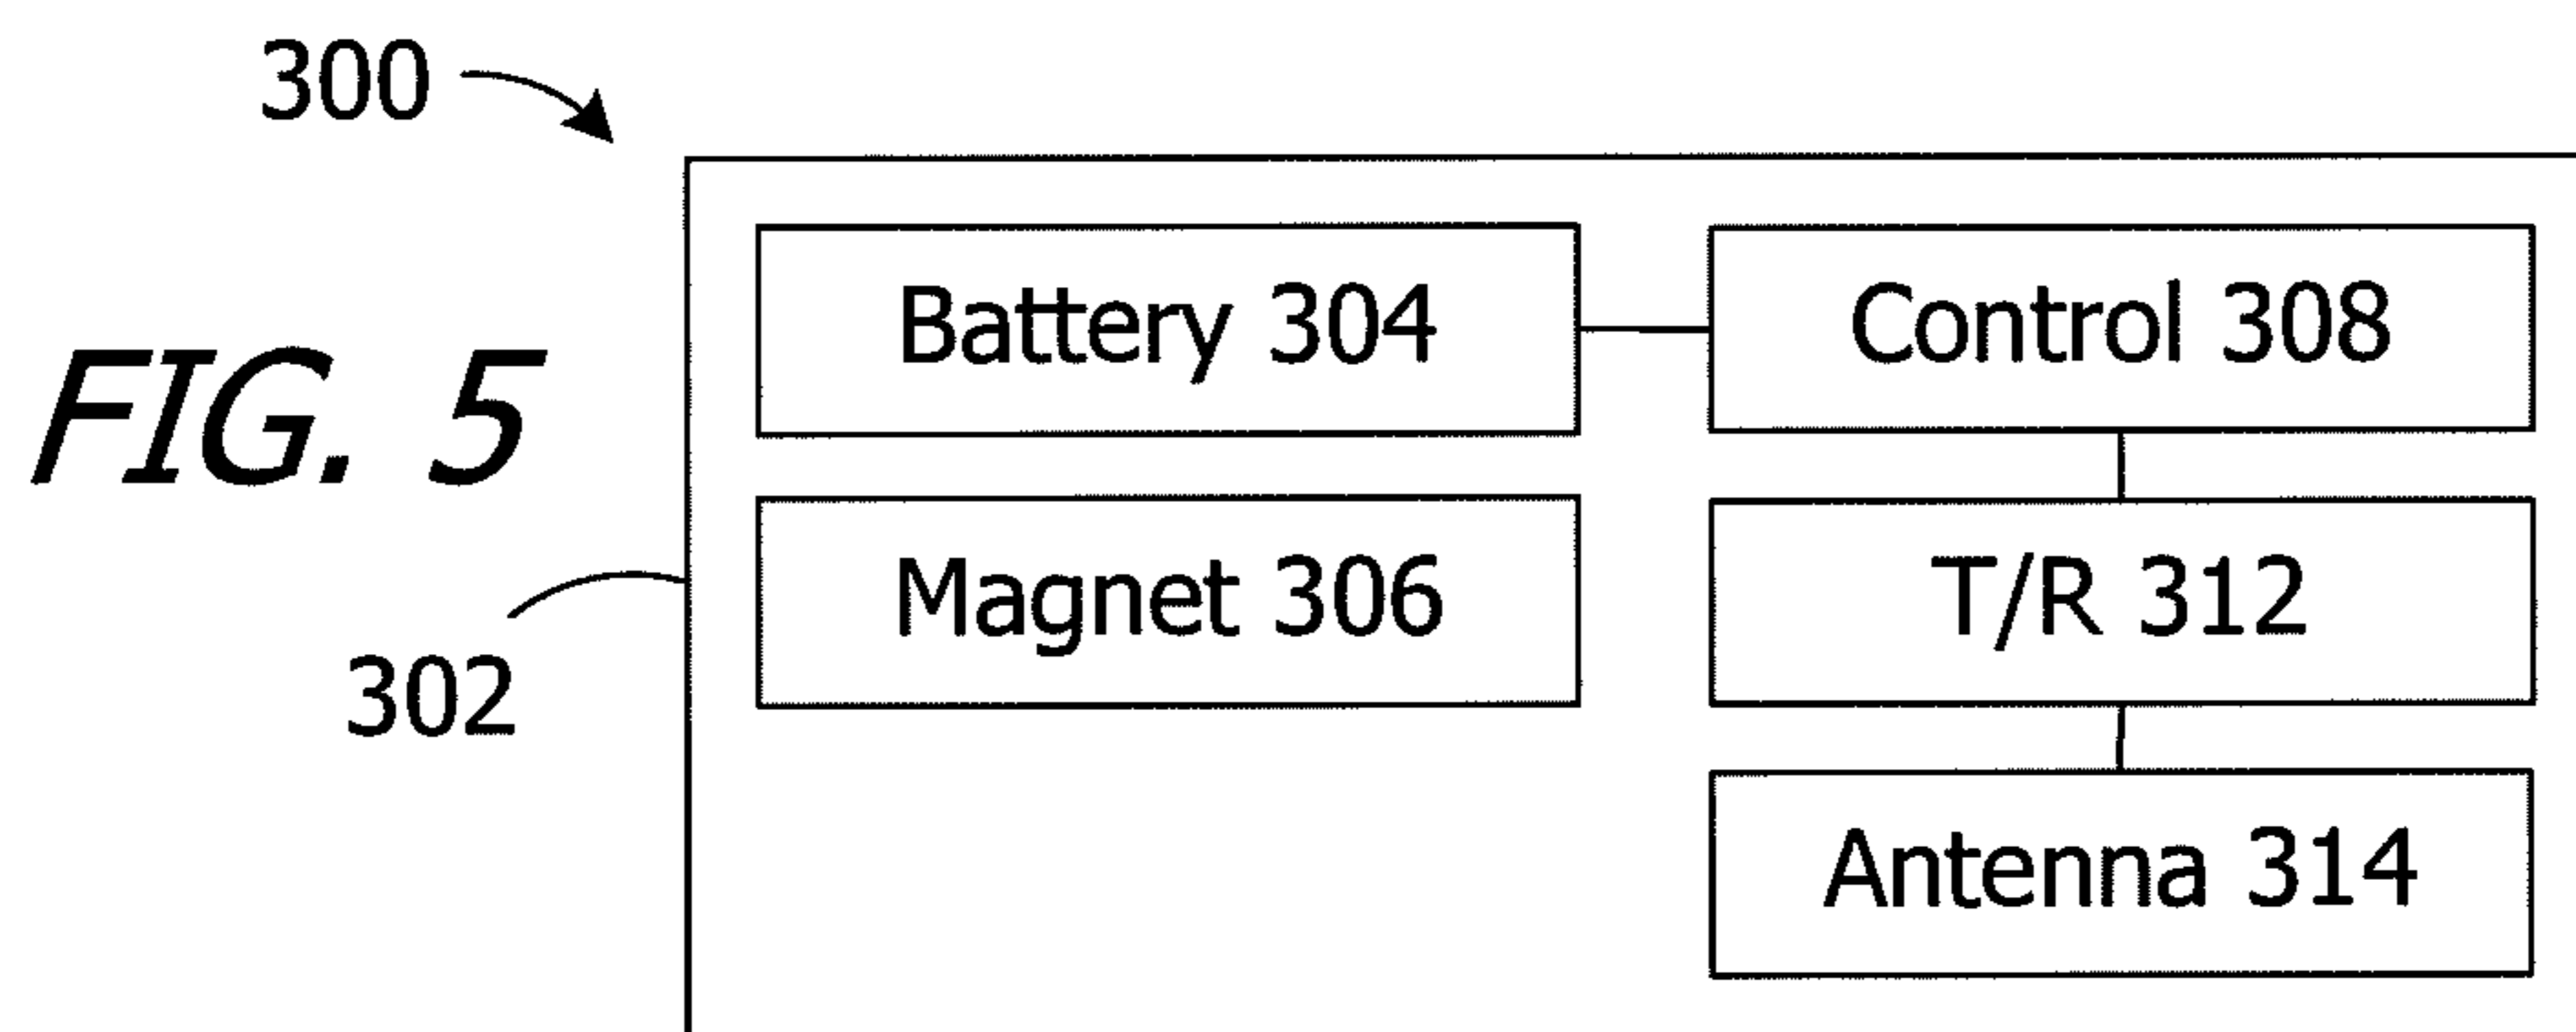 300
FIG. 5
302
Battery 304
Control 308
Magnet 306
T/R 312
Antenna 314